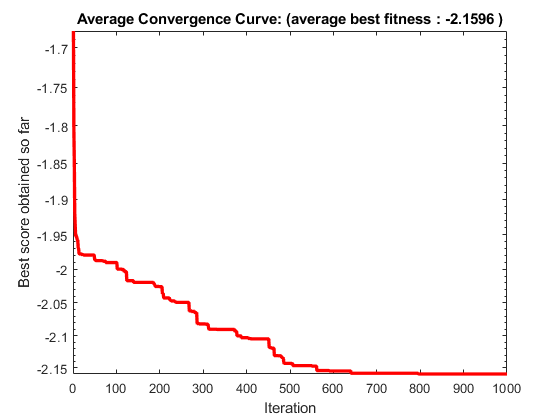 Average Convergence Curve: (average best fitness : -2.1596 )
Best score obtained so far
-1.7
-1.75
-1.8
-1.85
-1.9
-1.95
-2
-2.05
-2.1
-2.15
0 100 200 300 400 500 600 700 800 900 1000
Iteration